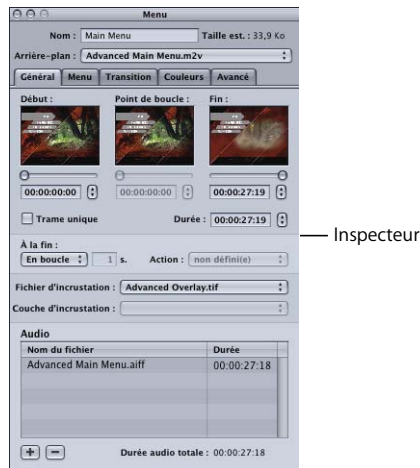 Menu
Nom : Main Menu Taille est. : 33,9 Ko
Arrière-plan : Advanced Main Menu.m2v
Général Menu Transition Couleurs Avancé
Début : Point de boucle : Fin :
00:00:00:00 00:00:00:00 00:00:27:19
Trame unique Durée : 00:00:27:19
Inspecteur
À la fin :
En boucle 1 s. Action : non défini(e)
Fichier d'incrustation : Advanced Overlay.tif
Couche d'incrustation :
Audio
Nom du fichier Durée
Advanced Main Menu.aiff 00:00:27:18
Durée audio totale : 00:00:27:18